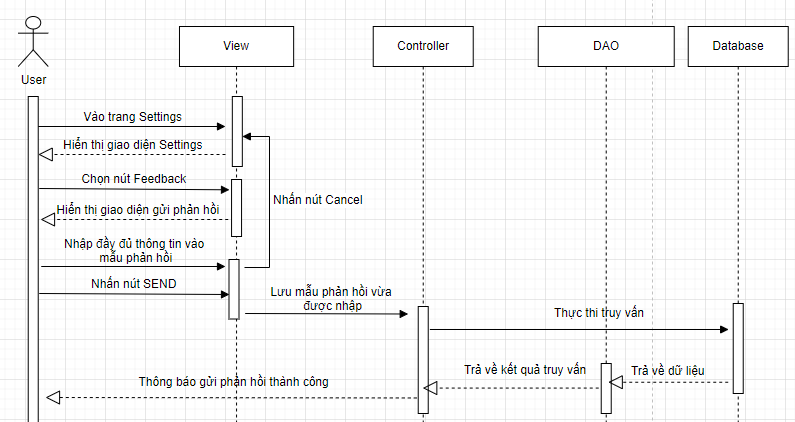 User
View
Controller
DAO
Database
Vào trang Settings
Hiển thị giao diện Settings
Chọn nút Feedback
Nhấn nút Cancel
Hiển thị giao diện gửi phản hồi
Nhập đầy đủ thông tin vào
mẫu phản hồi
Nhấn nút SEND
Lưu mẫu phản hồi vừa
được nhập
Thực thi truy vấn
Trả về kết quả truy vấn
Trả về dữ liệu
Thông báo gửi phản hồi thành công